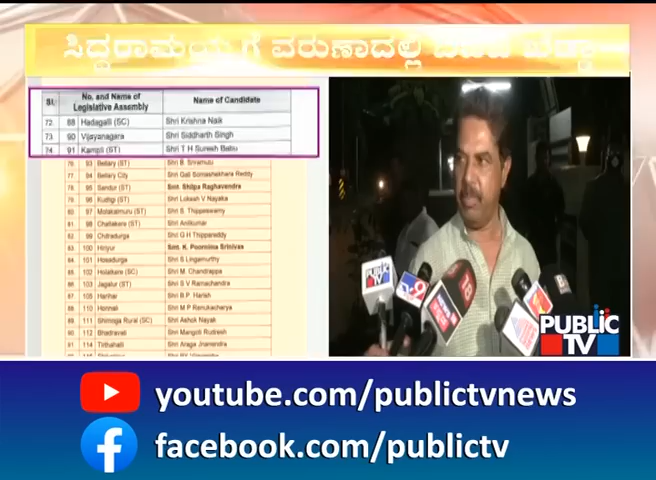 ಸಿದ್ದರಾಮಯ್ಯಗೆ ವರುಣಾದಲ್ಲಿ
Sl. No. and Name of Legislative Assembly Name of Candidate
72. 88 Hadagalli (SC) Shri Krishna Naik
73. 90 Vijayanagara Shri Siddharth Singh
74. 91 Kampli (ST) Shri T H Suresh Babu
76. 93 Bellary (ST) Shri B. Sriramulu
77. 94 Bellary City Shri Gali Somashekhara Reddy
78. 95 Sandur (ST) Smt. Shilpa Raghavendra
79. 96 Kudligi (ST) Shri Lokesh V Nayaka
80. 97 Molakalmuru (ST) Shri S. Thippeswamy
81. 98 Challakere (ST) Shri Anilkumar
82. 99 Chitradurga Shri G H Thippareddy
83. 100 Hiriyur Smt. K. Poornima Srinivas
84. 101 Hosadurga Shri S Lingamurthy
85. 102 Holalkere (SC) Shri M. Chandrappa
86. 103 Jagalur (ST) Shri S V Ramachandra
87. 105 Harihar Shri B.P. Harish
88. 110 Honnali Shri M P Renukacharya
89. 111 Shimoga Rural (SC) Shri Ashok Nayak
90. 112 Bhadravati Shri Mangoti Rudresh
91. 114 Tirthahalli Shri Araga Jnanendra
PUBLIC TV
TV9
PUBLIC TV
youtube.com/publictvnews
f facebook.com/publictv